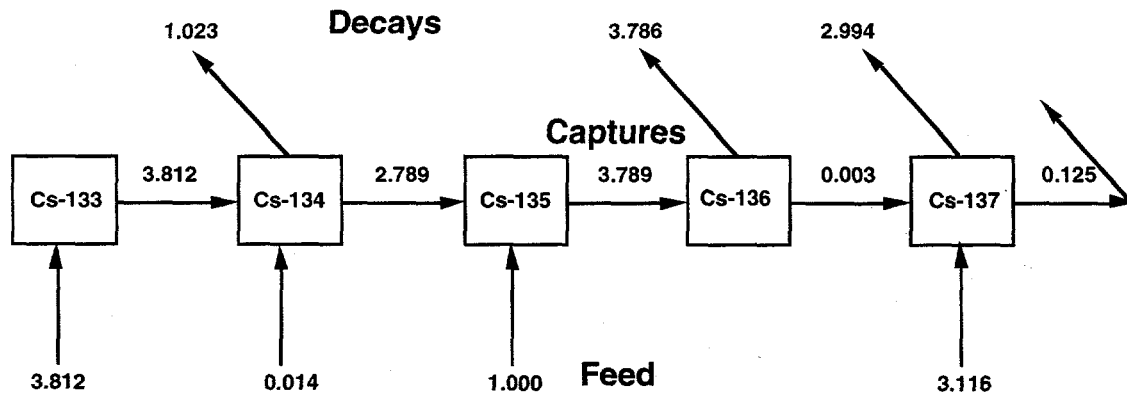 Decays
1.023
3.786
2.994
Captures
3.812
2.789
3.789
0.003
0.125
Cs-133
Cs-134
Cs-135
Cs-136
Cs-137
3.812
0.014
1.000
Feed
3.116